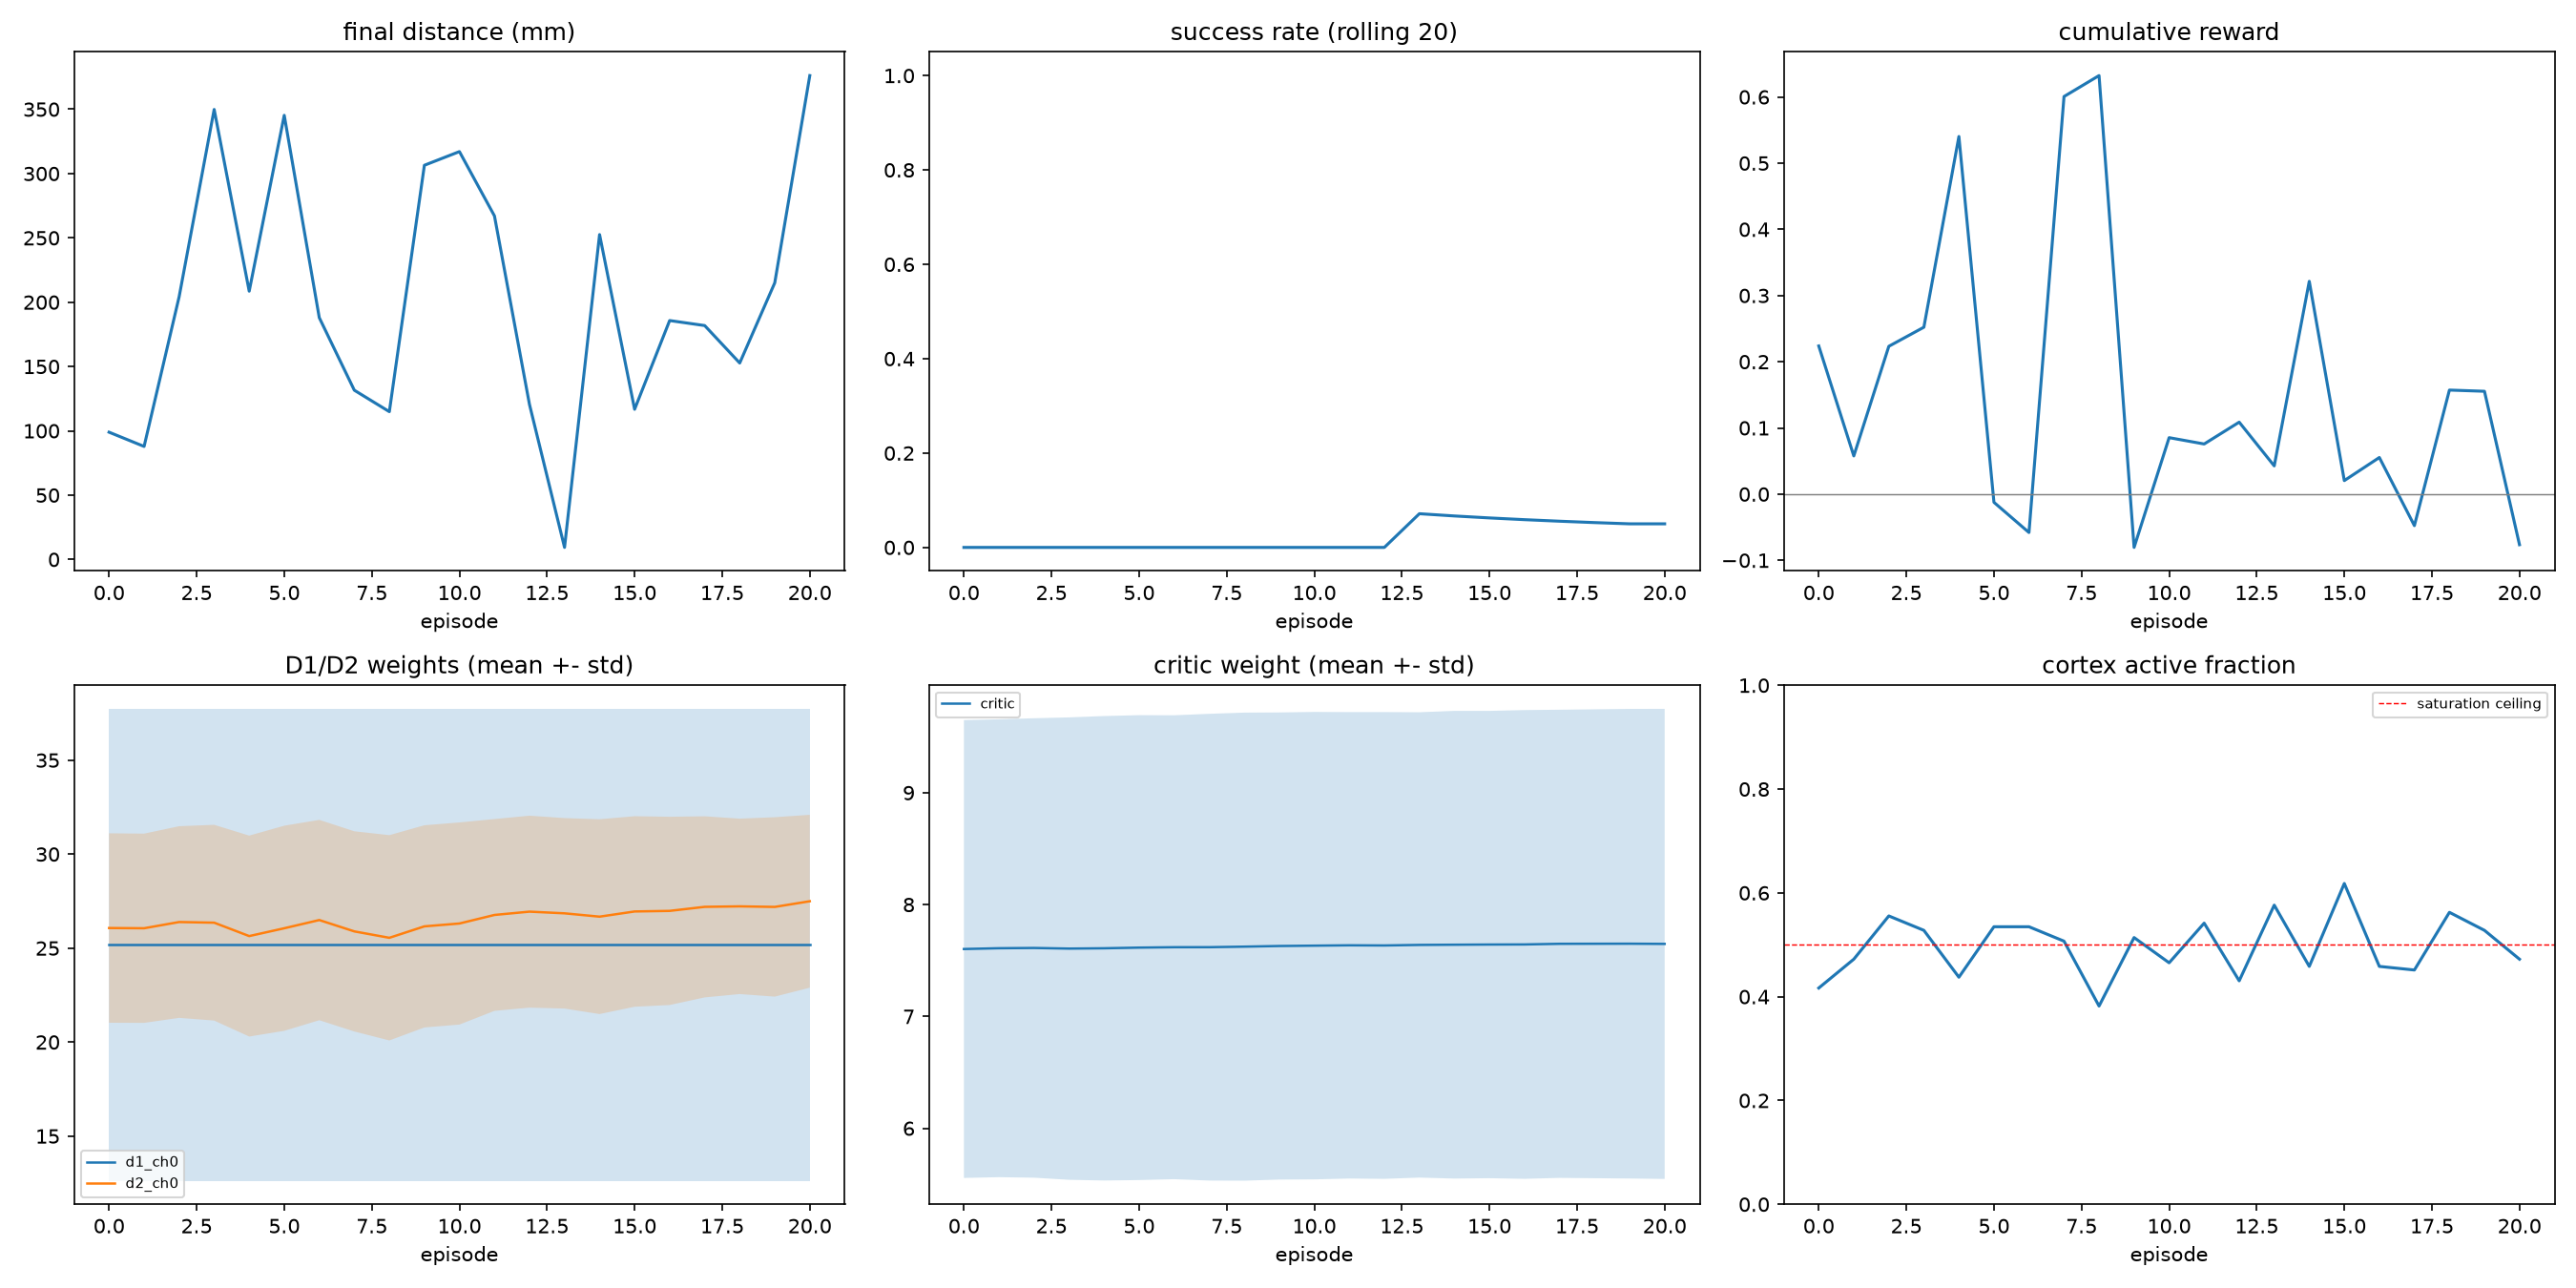 final distance (mm)
350
300
250
200
150
100
50
0
0.0 2.5 5.0 7.5 10.0 12.5 15.0 17.5 20.0
episode
success rate (rolling 20)
1.0
0.8
0.6
0.4
0.2
0.0
0.0 2.5 5.0 7.5 10.0 12.5 15.0 17.5 20.0
episode
cumulative reward
0.6
0.5
0.4
0.3
0.2
0.1
0.0
−0.1
0.0 2.5 5.0 7.5 10.0 12.5 15.0 17.5 20.0
episode
D1/D2 weights (mean +- std)
35
30
25
20
15
d1_ch0
d2_ch0
0.0 2.5 5.0 7.5 10.0 12.5 15.0 17.5 20.0
episode
critic weight (mean +- std)
critic
9
8
7
6
0.0 2.5 5.0 7.5 10.0 12.5 15.0 17.5 20.0
episode
cortex active fraction
saturation ceiling
1.0
0.8
0.6
0.4
0.2
0.0
0.0 2.5 5.0 7.5 10.0 12.5 15.0 17.5 20.0
episode